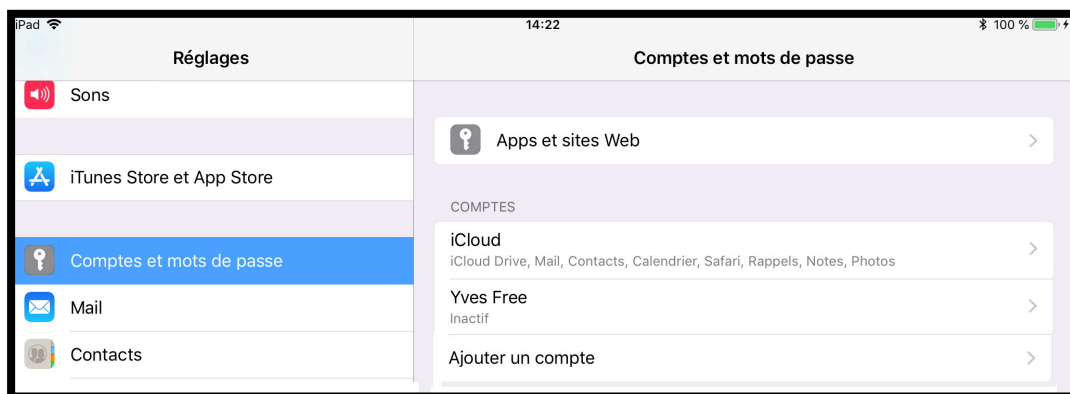 iPad 14:22 100 %
Réglages
Sons
iTunes Store et App Store
Comptes et mots de passe
Mail
Contacts
Comptes et mots de passe
Apps et sites Web
COMPTES
iCloud
iCloud Drive, Mail, Contacts, Calendrier, Safari, Rappels, Notes, Photos
Yves Free
Inactif
Ajouter un compte